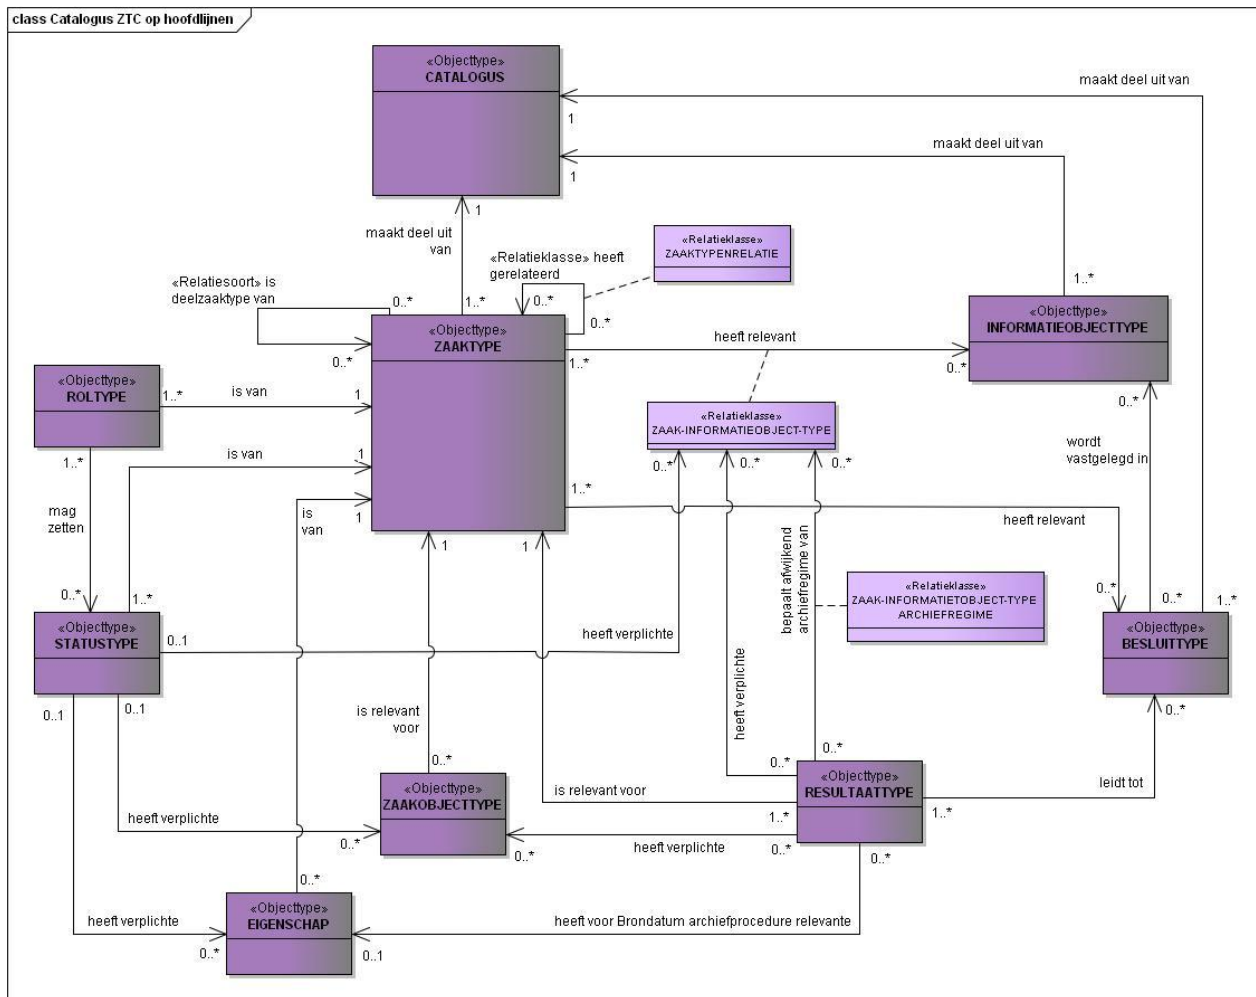 class Catalogus ZTC op hoofdlijnen
«Objecttype»
CATALOGUS
maakt deel uit van
1
maakt deel uit van
1
1
maakt deel uit
van
«Relatieklasse»
ZAAKTYPENRELATIE
«Relatieklasse» heeft
gerelateerd
«Relatiesoort» is
deelzaaktype van
0..*
1..*
0..*
0..*
0..*
1..*
«Objecttype»
ZAAKTYPE
«Objecttype»
INFORMATIEOBJECTTYPE
heeft relevant
1..*
0..*
0..*
«Objecttype»
ROLTYPE
1..*
is van
1
«Relatieklasse»
ZAAK-INFORMATIEOBJECT-TYPE
0..*
0..*
0..*
wordt
vastgelegd in
1..*
is van
1
mag
zetten
is
van
1
1..*
heeft relevant
1
1
bepaalt afwijkend
archiefregime van
«Relatieklasse»
ZAAK-INFORMATIETOBJECT-TYPE
ARCHIEFREGIME
0..*
0..*
1..*
0..*
0..*
1..*
«Objecttype»
STATUSTYPE
0..1
heeft verplichte
«Objecttype»
BESLUITTYPE
0..1
0..1
is relevant
voor
heeft verplichte
0..*
0..*
0..*
0..*
«Objecttype»
ZAAKOBJECTTYPE
«Objecttype»
RESULTAATTYPE
is relevant voor
1..*
leidt tot
1..*
heeft verplichte
0..*
0..*
heeft verplichte
0..*
0..*
0..*
«Objecttype»
EIGENSCHAP
heeft verplichte
0..*
heeft voor Brondatum archiefprocedure relevante
0..1